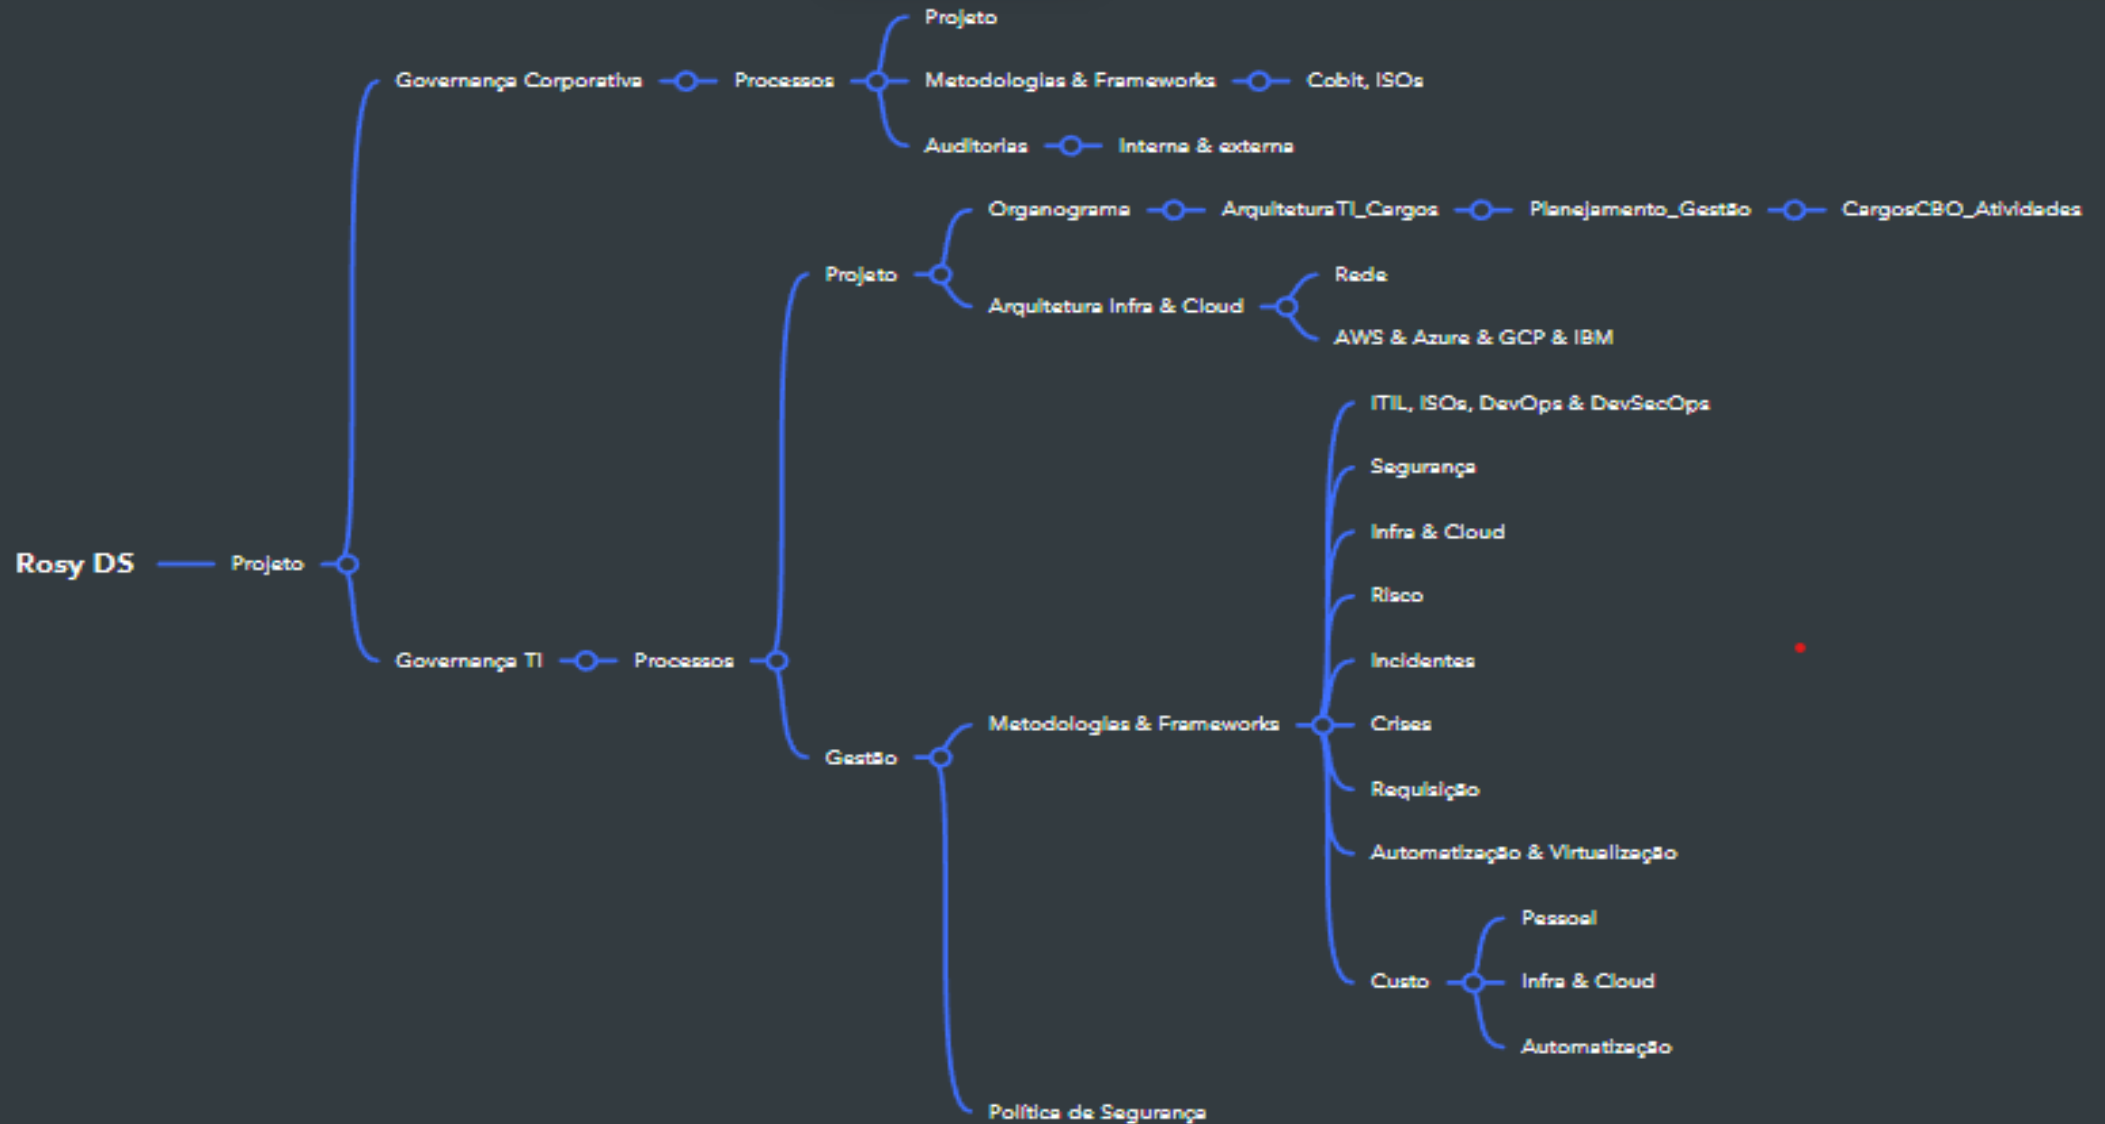 Projeto
Governança Corporativa
Processos
Metodologias & Frameworks
Cobit, ISOs
Auditorias
Interna & externa
Organograma
ArquiteturaTI_Cargos
Planejamento_Gestão
CargosCBO_Atividades
Projeto
Rede
Arquitetura Infra & Cloud
AWS & Azure & GCP & IBM
ITIL, ISOs, DevOps & DevSecOps
Segurança
Infra & Cloud
Rosy DS
Projeto
Risco
Governança TI
Processos
Incidentes
Metodologias & Frameworks
Crises
Gestão
Requisição
Automatização & Virtualização
Pessoal
Custo
Infra & Cloud
Automatização
Política de Segurança